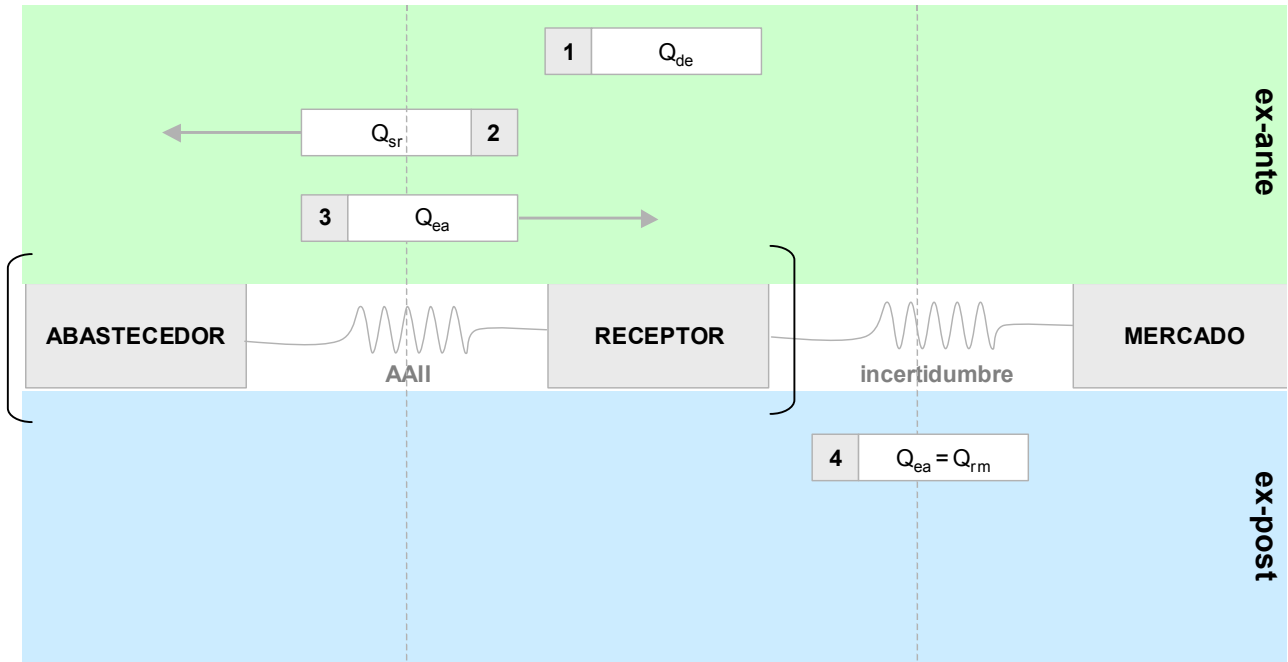 1 Q_de
Q_sr 2
3 Q_ea
ex-ante
ABASTECEDOR
AAII
RECEPTOR
incertidumbre
MERCADO
4 Q_ea = Q_rm
ex-post